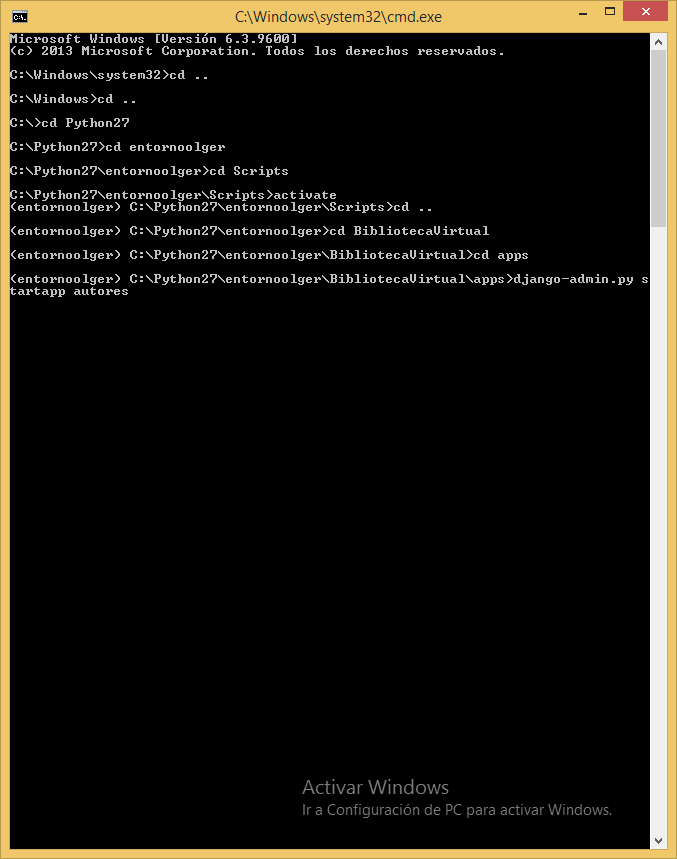 C:\Windows\system32\cmd.exe
Microsoft Windows [Versión 6.3.9600]
(c) 2013 Microsoft Corporation. Todos los derechos reservados.
C:\Windows\system32>cd ..
C:\Windows>cd ..
C:\>cd Python27
C:\Python27>cd entornoolger
C:\Python27\entornoolger>cd Scripts
C:\Python27\entornoolger\Scripts>activate
(entornoolger) C:\Python27\entornoolger\Scripts>cd ..
(entornoolger) C:\Python27\entornoolger>cd BibliotecaVirtual
(entornoolger) C:\Python27\entornoolger\BibliotecaVirtual>cd apps
(entornoolger) C:\Python27\entornoolger\BibliotecaVirtual\apps>django-admin.py s
tartapp autores
Activar Windows
Ir a Configuración de PC para activar Windows.